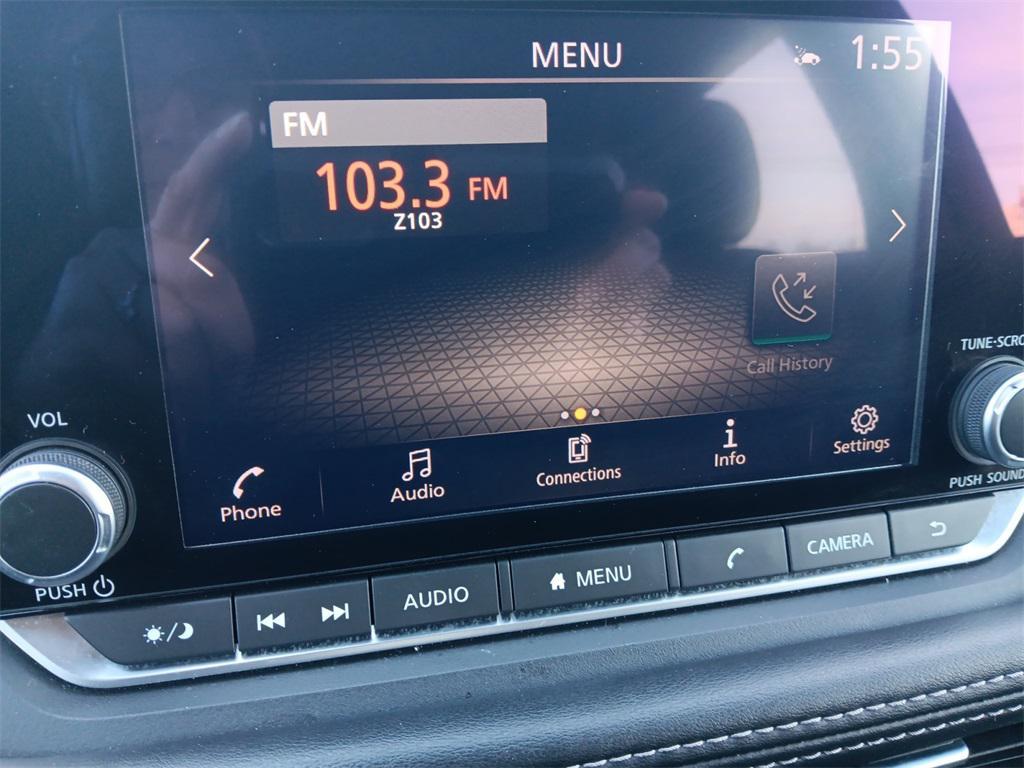 MENU
1:55
FM
103.3 FM
Z103
Call History
TUNE-SCRO
VOL
Phone
Audio
Connections
Info
Settings
PUSH SOUND
PUSH
AUDIO
MENU
CAMERA